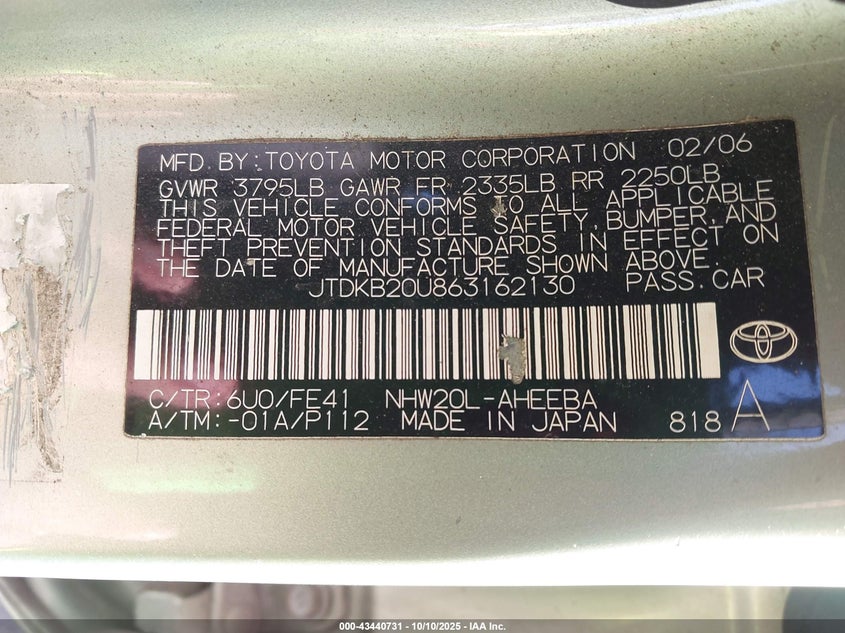 MFD. BY: TOYOTA MOTOR CORPORATION 02/06
GVWR 3795LB GAWR FR 2335LB RR 2250LB
THIS VEHICLE CONFORMS TO ALL APPLICABLE
FEDERAL MOTOR VEHICLE SAFETY, BUMPER, AND
THEFT PREVENTION STANDARDS IN EFFECT ON
THE DATE OF MANUFACTURE SHOWN ABOVE.
JTDKB20U863162130 PASS.CAR
C/TR: 6U0/FE41 NHW20L-AHEEBA
A/TM: -01A/P112 MADE IN JAPAN 818 A
000-43440731 - 10/10/2025 - IAA Inc.